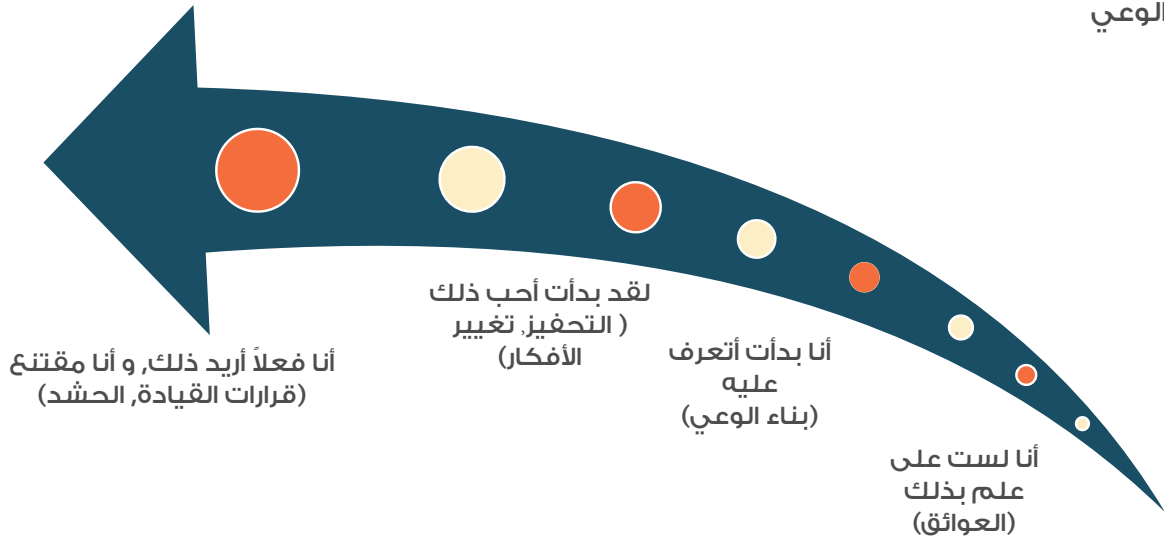 الوعي
أنا لست على
علم بذلك
(العوائق)
أنا بدأت أتعرف
عليه
(بناء الوعي)
لقد بدأت أحب ذلك
( التحفيز, تغيير
الأفكار)
أنا فعلاً أريد ذلك, و أنا مقتنع
(قرارات القيادة, الحشد)